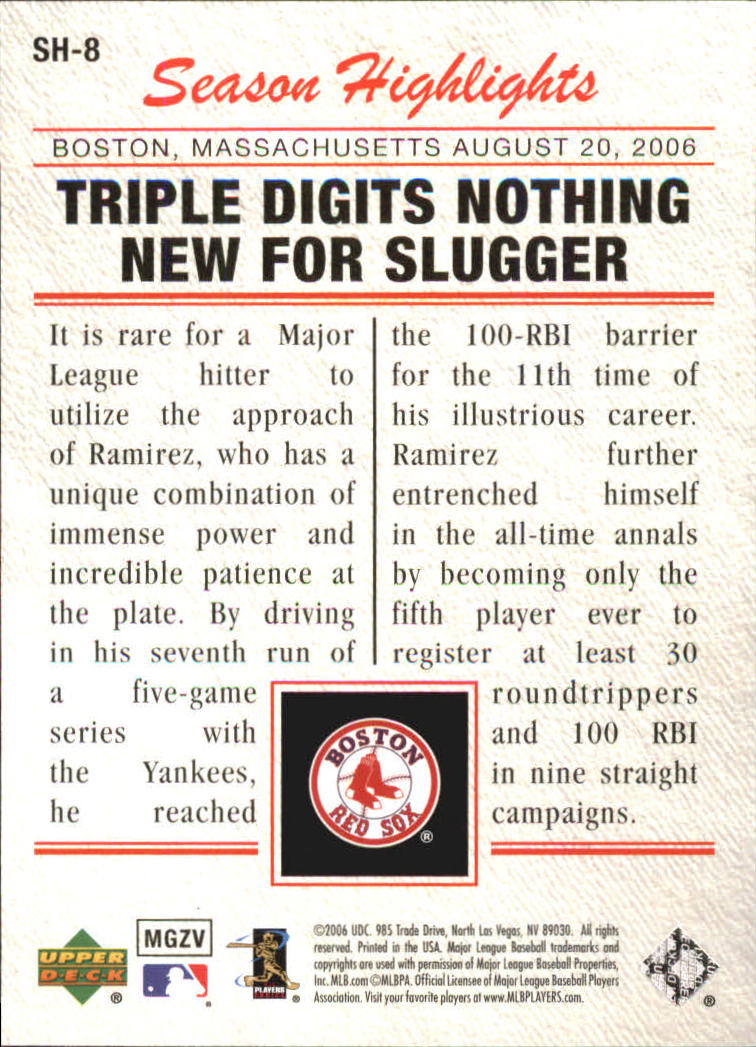 SH-8
Season Highlights
BOSTON, MASSACHUSETTS AUGUST 20, 2006
TRIPLE DIGITS NOTHING
NEW FOR SLUGGER
It is rare for a Major
League hitter to
utilize the approach
of Ramirez, who has a
unique combination of
immense power and
incredible patience at
the plate. By driving
in his seventh run of
a five-game
series with
the Yankees,
he reached
the 100-RBI barrier
for the 11th time of
his illustrious career.
Ramirez further
entrenched himself
in the all-time annals
by becoming only the
fifth player ever to
register at least 30
roundtrippers
and 100 RBI
in nine straight
campaigns.
BOSTON
RED SOX
®
UPPER
DECK
®
MGZV
®
PLAYERS
CHOICE
®
©2006 UDC. 985 Trade Drive, North Las Vegas, NV 89030. All rights
reserved. Printed in the USA. Major League Baseball trademarks and
copyrights are used with permission of Major League Baseball Properties,
Inc. MLB.com ©MLBPA. Official Licensee of Major League Baseball Players
Association. Visit your favorite players at www.MLBPLAYERS.com.
®